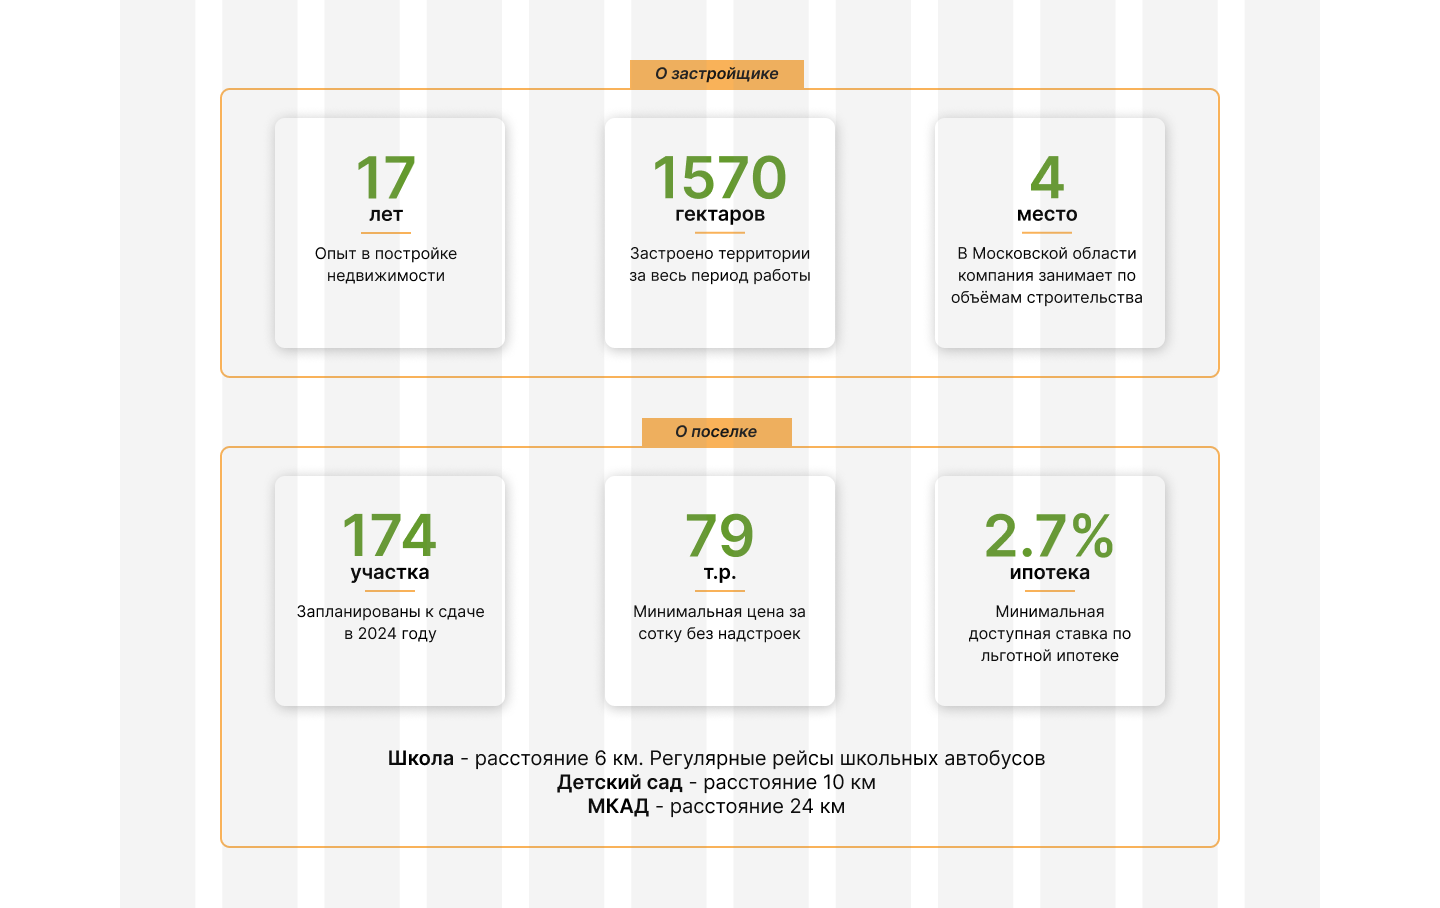 О застройщике
17
лет
Опыт в постройке
недвижимости
1570
гектаров
Застроено территории
за весь период работы
4
место
В Московской области
компания занимает по
объёмам строительства
О поселке
174
участка
Запланированы к сдаче
в 2024 году
79
т.р.
Минимальная цена за
сотку без надстроек
2.7%
ипотека
Минимальная
доступная ставка по
льготной ипотеке
Школа - расстояние 6 км. Регулярные рейсы школьных автобусов
Детский сад - расстояние 10 км
МКАД - расстояние 24 км